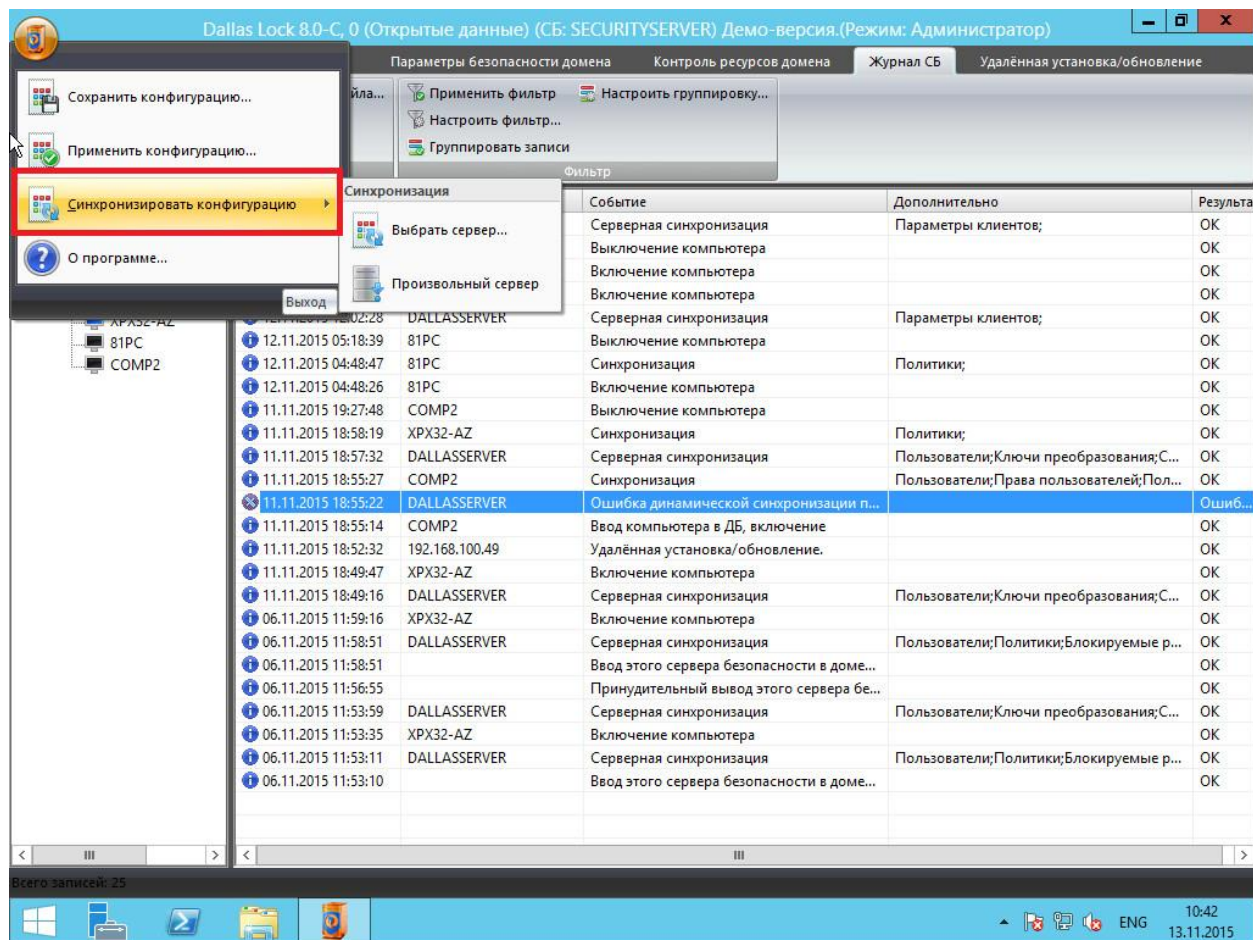 Dallas Lock 8.0-C, 0 (Открытые данные) (СБ: SECURITYSERVER) Демо-версия.(Режим: Администратор)
Параметры безопасности домена Контроль ресурсов домена Журнал СБ Удалённая установка/обновление
Сохранить конфигурацию...
Применить конфигурацию...
Синхронизировать конфигурацию
О программе...
Выход
Синхронизация
Выбрать сервер...
Произвольный сервер
йла...
Применить фильтр Настроить группировку...
Настроить фильтр...
Группировать записи
Фильтр
XPX32-AZ
81PC
COMP2
Событие Дополнительно Результа
Серверная синхронизация Параметры клиентов; OK
Выключение компьютера OK
Включение компьютера OK
Включение компьютера OK
DALLASSERVER Серверная синхронизация Параметры клиентов; OK
12.11.2015 05:18:39 81PC Выключение компьютера OK
12.11.2015 04:48:47 81PC Синхронизация Политики; OK
12.11.2015 04:48:26 81PC Включение компьютера OK
11.11.2015 19:27:48 COMP2 Выключение компьютера OK
11.11.2015 18:58:19 XPX32-AZ Синхронизация Политики; OK
11.11.2015 18:57:32 DALLASSERVER Серверная синхронизация Пользователи;Ключи преобразования;С... OK
11.11.2015 18:55:27 COMP2 Синхронизация Пользователи;Права пользователей;Пол... OK
11.11.2015 18:55:22 DALLASSERVER Ошибка динамической синхронизации п... Ошиб...
11.11.2015 18:55:14 COMP2 Ввод компьютера в ДБ, включение OK
11.11.2015 18:52:32 192.168.100.49 Удалённая установка/обновление. OK
11.11.2015 18:49:47 XPX32-AZ Включение компьютера OK
11.11.2015 18:49:16 DALLASSERVER Серверная синхронизация Пользователи;Ключи преобразования;С... OK
06.11.2015 11:59:16 XPX32-AZ Включение компьютера OK
06.11.2015 11:58:51 DALLASSERVER Серверная синхронизация Пользователи;Политики;Блокируемые р... OK
06.11.2015 11:58:51 Ввод этого сервера безопасности в доме... OK
06.11.2015 11:56:55 Принудительный вывод этого сервера бе... OK
06.11.2015 11:53:59 DALLASSERVER Серверная синхронизация Пользователи;Ключи преобразования;С... OK
06.11.2015 11:53:35 XPX32-AZ Включение компьютера OK
06.11.2015 11:53:11 DALLASSERVER Серверная синхронизация Пользователи;Политики;Блокируемые р... OK
06.11.2015 11:53:10 Ввод этого сервера безопасности в доме... OK
Всего записей: 25
ENG 10:42
13.11.2015